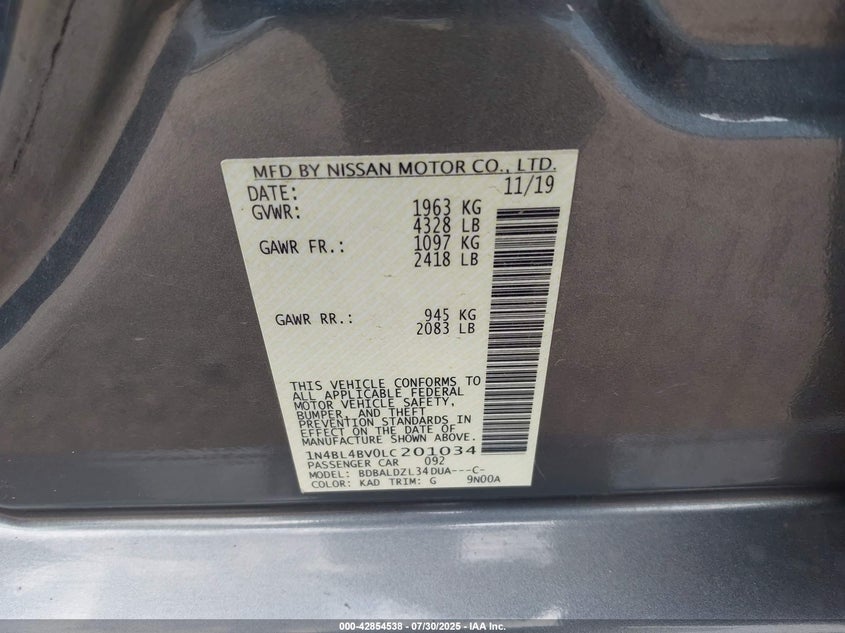 MFD BY NISSAN MOTOR CO., LTD.
DATE: 11/19
GVWR: 1963 KG
4328 LB
GAWR FR.: 1097 KG
2418 LB
GAWR RR.: 945 KG
2083 LB
THIS VEHICLE CONFORMS TO
ALL APPLICABLE FEDERAL
MOTOR VEHICLE SAFETY,
BUMPER, AND THEFT
PREVENTION STANDARDS IN
EFFECT ON THE DATE OF
MANUFACTURE SHOWN ABOVE.
1N4BL4BV0LC201034
PASSENGER CAR 092
MODEL: BDBALDZL34DUA---C-
COLOR: KAD TRIM: G 9N00A
000-42854538 - 07/30/2025 - IAA Inc.